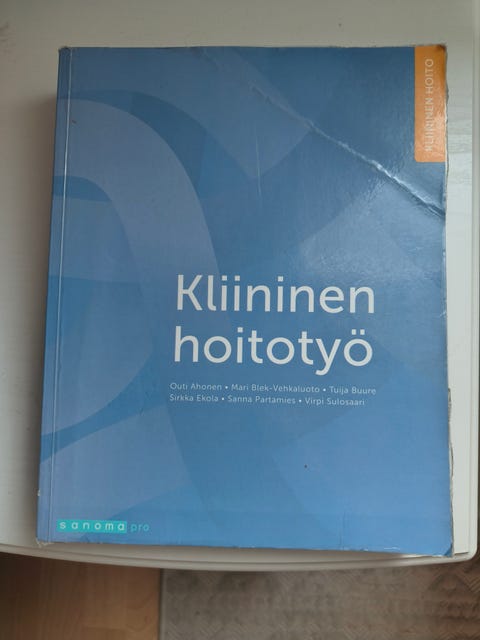 KLIININEN HOITO
Kliininen
hoitotyö
Outi Ahonen • Mari Blek-Vehkaluoto • Tuija Buure
Sirkka Ekola • Sanna Partamies • Virpi Sulosaari
sanoma pro